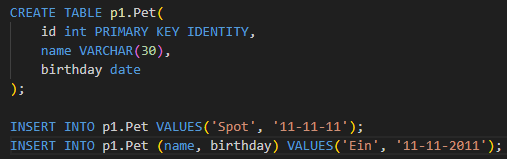 CREATE TABLE p1.Pet(
    id int PRIMARY KEY IDENTITY,
    name VARCHAR(30),
    birthday date
);

INSERT INTO p1.Pet VALUES('Spot', '11-11-11');
INSERT INTO p1.Pet (name, birthday) VALUES('Ein', '11-11-2011');